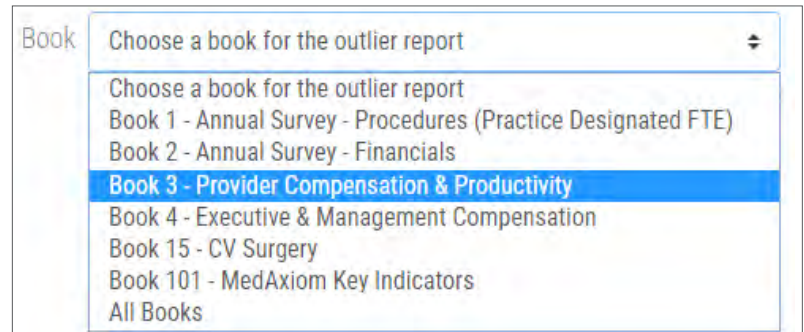 Book Choose a book for the outlier report
Choose a book for the outlier report
Book 1 - Annual Survey - Procedures (Practice Designated FTE)
Book 2 - Annual Survey - Financials
Book 3 - Provider Compensation & Productivity
Book 4 - Executive & Management Compensation
Book 15 - CV Surgery
Book 101 - MedAxiom Key Indicators
All Books